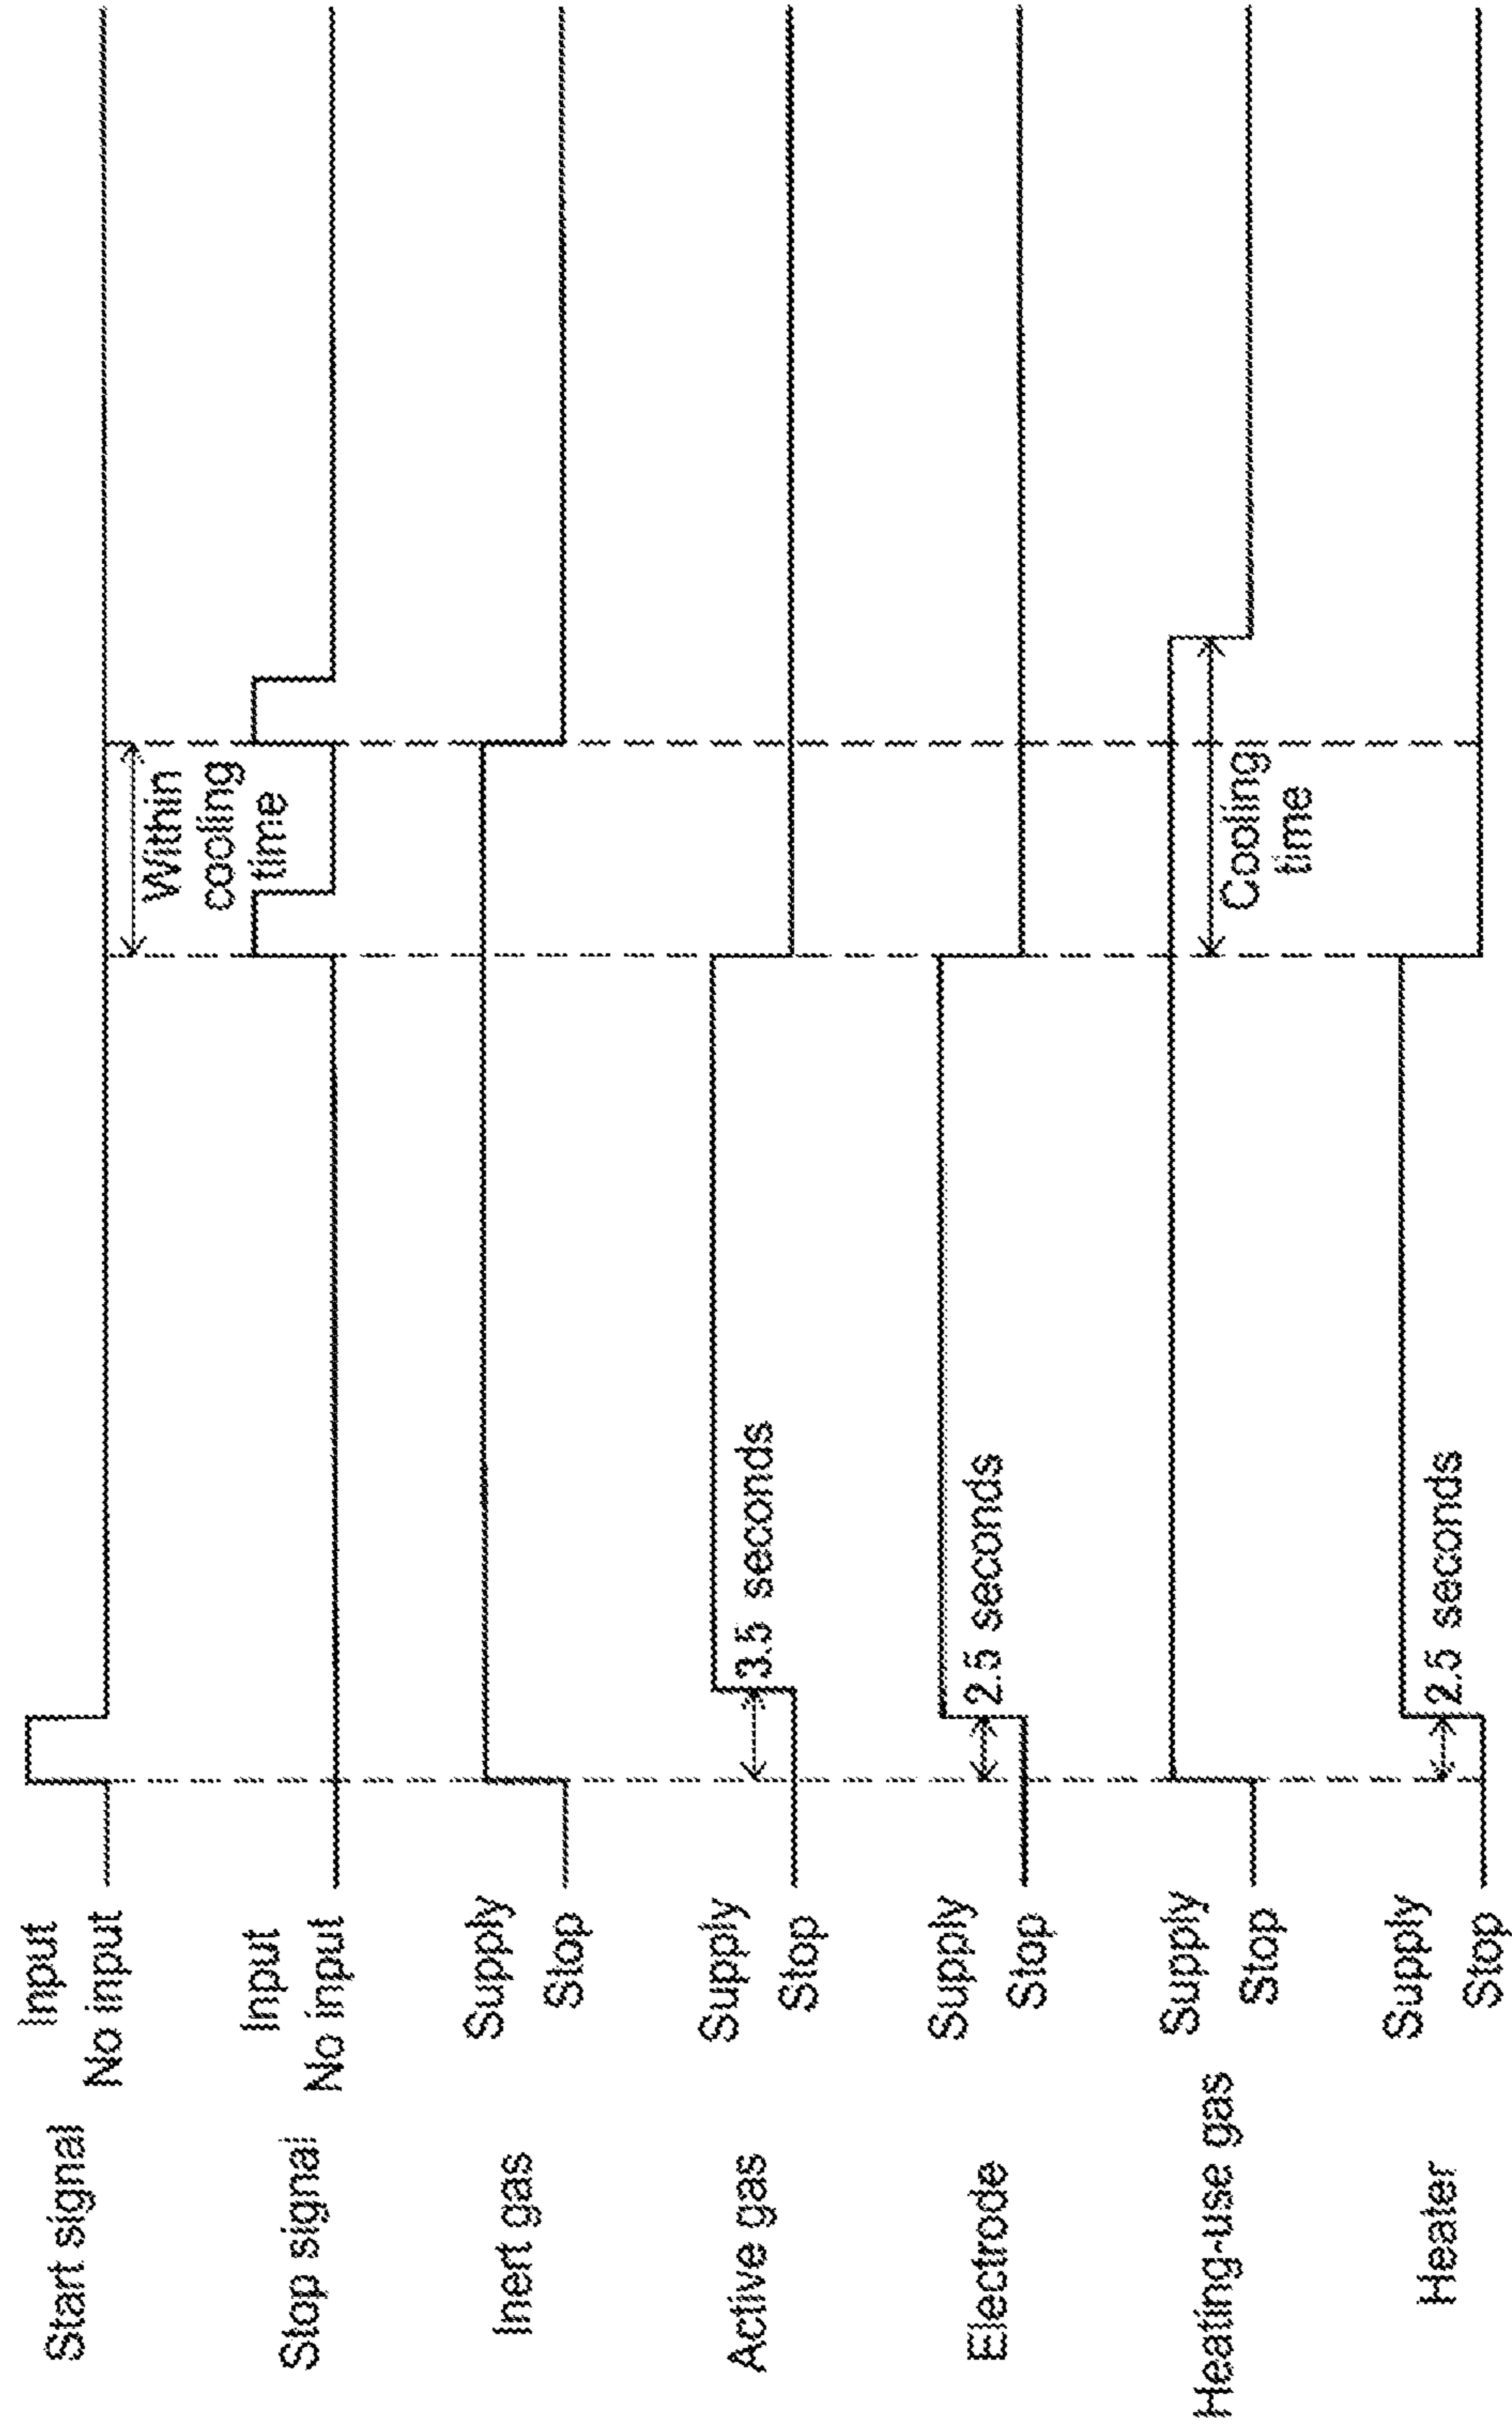 Start signal
Input
No input
Within
cooling
time
Stop signal
Input
No input
Inert gas
Supply
Stop
Active gas
Supply
Stop
3.5 seconds
Electrode
Supply
Stop
2.5 seconds
Heating-use gas
Supply
Stop
Cooling
time
Heater
Supply
Stop
2.5 seconds